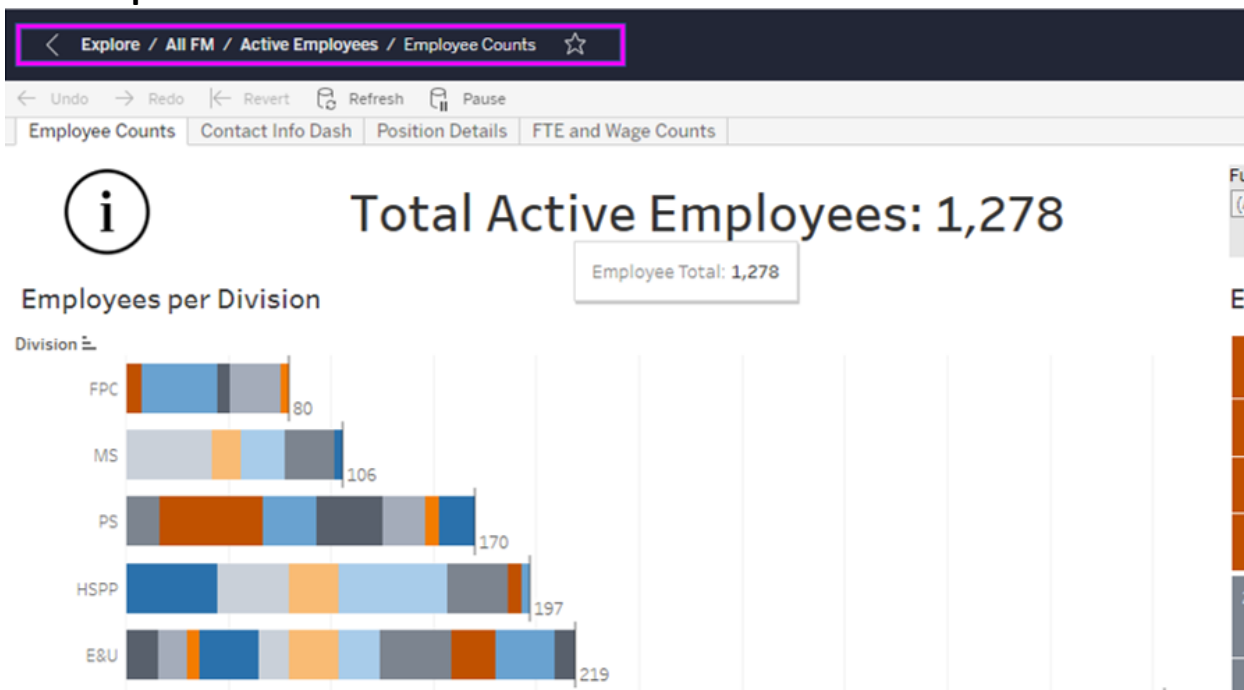 Explore / All FM / Active Employees / Employee Counts
Undo Redo Revert Refresh Pause
Employee Counts Contact Info Dash Position Details FTE and Wage Counts
i Total Active Employees: 1,278
Employee Total: 1,278
Employees per Division
Division
FPC 80
MS 106
PS 170
HSPP 197
E&U 219